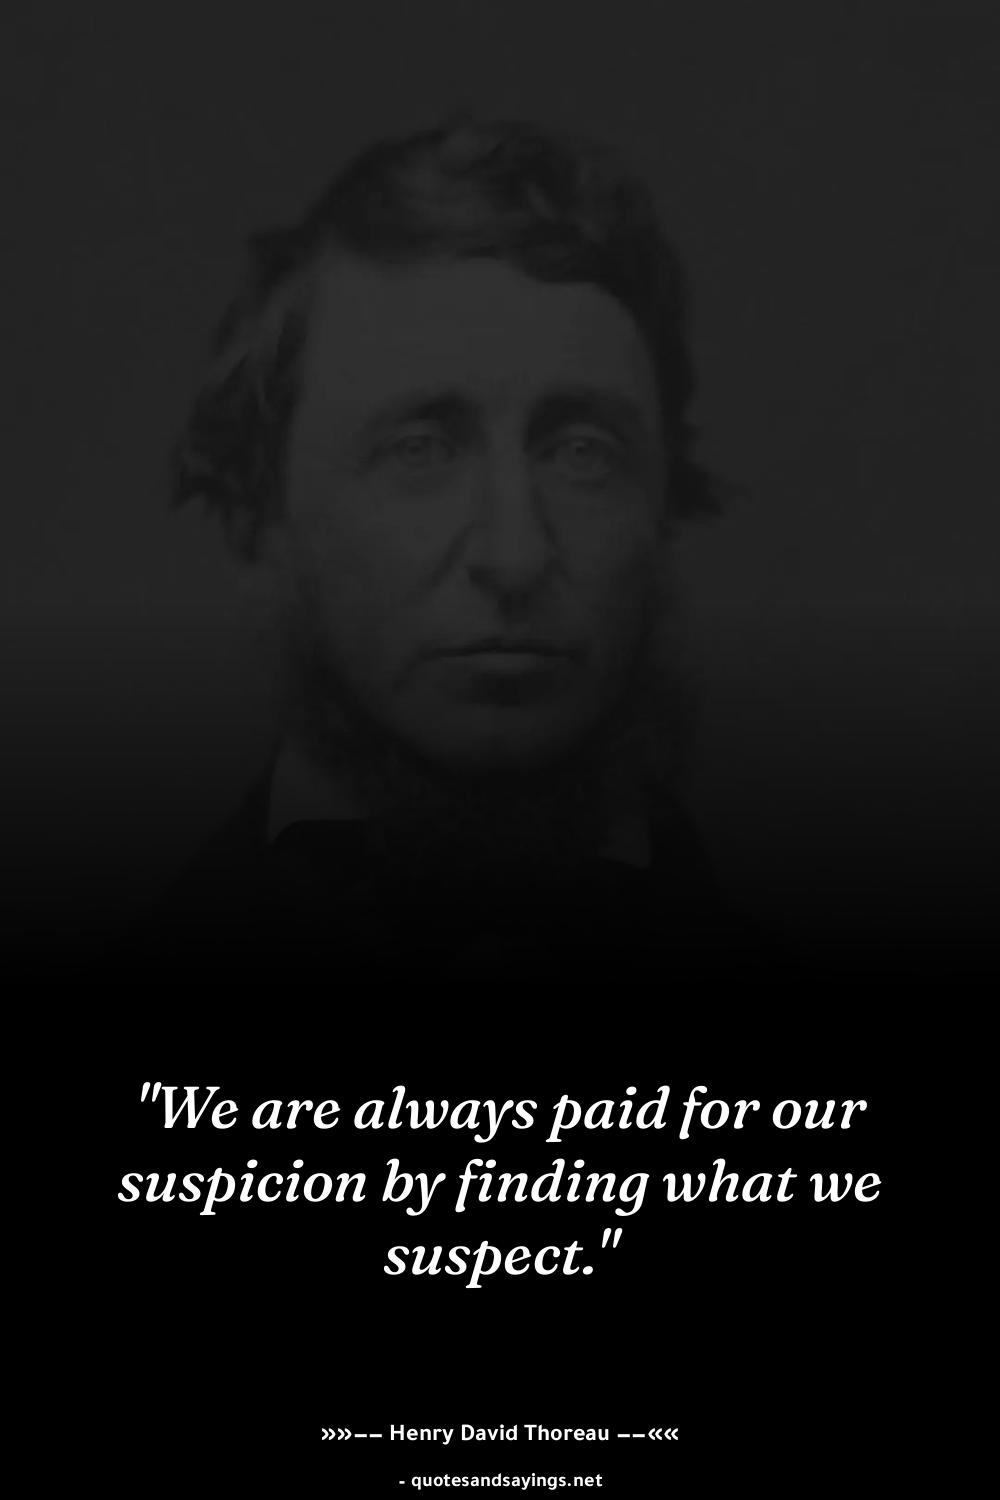 "We are always paid for our
suspicion by finding what we
suspect."
»»–– Henry David Thoreau ––««
- quotesandsayings.net